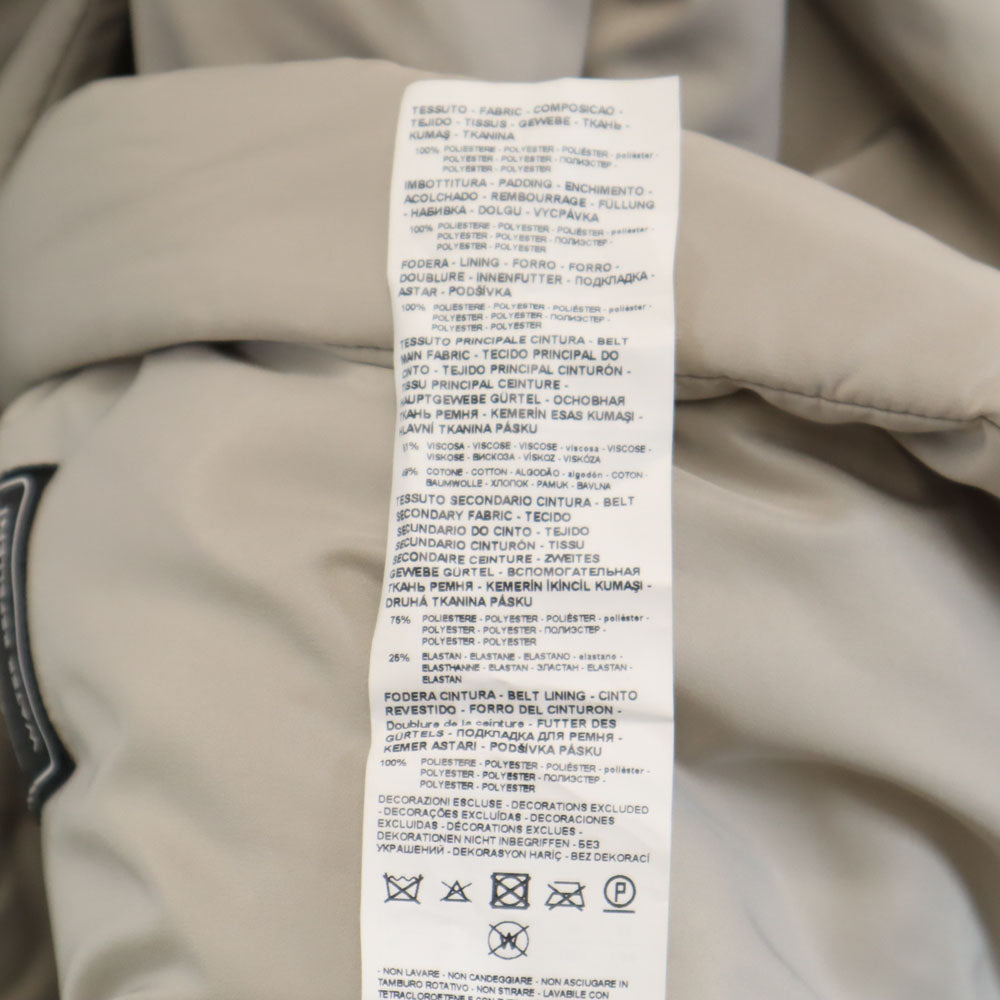 TESSUTO - FABRIC - COMPOSICAO -
TEJIDO - TISSUS - GEWEBE - ТКАНЬ -
KUMAŞ - TKANINA
100% POLIESTERE - POLYESTER - POLIÉSTER - poliéster -
POLYESTER - POLYESTER - ПОЛИЭСТЕР -
POLYESTER - POLYESTER
IMBOTTITURA - PADDING - ENCHIMENTO -
ACOLCHADO - REMBOURRAGE - FÜLLUNG
- НАБИВКА - DOLGU - VYCPÁVKA
100% POLIESTERE - POLYESTER - POLIÉSTER - poliéster -
POLYESTER - POLYESTER - ПОЛИЭСТЕР -
POLYESTER - POLYESTER
FODERA - LINING - FORRO - FORRO -
DOUBLURE - INNENFUTTER - ПОДКЛАДКА -
ASTAR - PODŠÍVKA
100% POLIESTERE - POLYESTER - POLIÉSTER - poliéster -
POLYESTER - POLYESTER - ПОЛИЭСТЕР -
POLYESTER - POLYESTER
TESSUTO PRINCIPALE CINTURA - BELT
MAIN FABRIC - TECIDO PRINCIPAL DO
CINTO - TEJIDO PRINCIPAL CINTURÓN -
TISSU PRINCIPAL CEINTURE -
HAUPTGEWEBE GÜRTEL - ОСНОВНАЯ
ТКАНЬ РЕМНЯ - KEMERİN ESAS KUMAŞI -
HLAVNÍ TKANINA PÁSKU
VISCOSA - VISCOSE - VISCOSE - viscosa - VISCOSE -
VISKOSE - ВИСКОЗА - VİSKOZ - VISKÓZA
COTONE - COTTON - ALGODÃO - algodón - COTON -
BAUMWOLLE - ХЛОПОК - PAMUK - BAVLNA
TESSUTO SECONDARIO CINTURA - BELT
SECONDARY FABRIC - TECIDO
SECUNDARIO DO CINTO - TEJIDO
SECUNDARIO CINTURÓN - TISSU
SECONDAIRE CEINTURE - ZWEITES
GEWEBE GÜRTEL - ВСПОМОГАТЕЛЬНАЯ
ТКАНЬ РЕМНЯ - KEMERİN İKİNCİL KUMAŞI -
DRUHÁ TKANINA PÁSKU
75% POLIESTERE - POLYESTER - POLIÉSTER - poliéster -
POLYESTER - POLYESTER - ПОЛИЭСТЕР -
POLYESTER - POLYESTER
25% ELASTAN - ELASTANE - ELASTANO - elastano -
ELASTHANNE - ELASTAN - ЭЛАСТАН - ELASTAN -
ELASTAN
FODERA CINTURA - BELT LINING - CINTO
REVESTIDO - FORRO DEL CINTURON -
Doublure de la ceinture - FUTTER DES
GÜRTELS - ПОДКЛАДКА ДЛЯ РЕМНЯ -
KEMER ASTARI - PODŠÍVKA PÁSKU
100% POLIESTERE - POLYESTER - POLIÉSTER - poliéster -
POLYESTER - POLYESTER - ПОЛИЭСТЕР -
POLYESTER - POLYESTER
DECORAZIONI ESCLUSE - DECORATIONS EXCLUDED
- DECORAÇÕES EXCLUÍDAS - DECORACIONES
EXCLUIDAS - DÉCORATIONS EXCLUES -
DEKORATIONEN NICHT INBEGRIFFEN - БЕЗ
УКРАШЕНИЙ - DEKORASYON HARİÇ - BEZ DEKORACÍ
P
W
- NON LAVARE - NON CANDEGGIARE - NON ASCIUGARE IN
TAMBURO ROTATIVO - NON STIRARE - LAVABILE CON